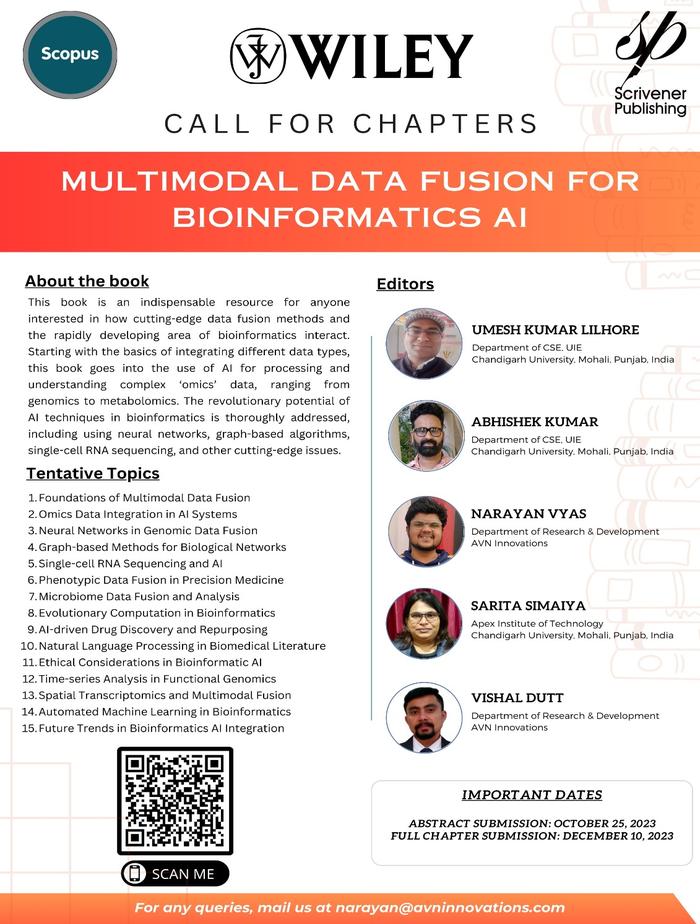 Scopus
WILEY
Scrivener
Publishing
CALL FOR CHAPTERS
MULTIMODAL DATA FUSION FOR
BIOINFORMATICS AI
About the book
This book is an indispensable resource for anyone
interested in how cutting-edge data fusion methods and
the rapidly developing area of bioinformatics interact.
Starting with the basics of integrating different data types,
this book goes into the use of AI for processing and
understanding complex ‘omics’ data, ranging from
genomics to metabolomics. The revolutionary potential of
AI techniques in bioinformatics is thoroughly addressed,
including using neural networks, graph-based algorithms,
single-cell RNA sequencing, and other cutting-edge issues.
Tentative Topics
1. Foundations of Multimodal Data Fusion
2. Omics Data Integration in AI Systems
3. Neural Networks in Genomic Data Fusion
4. Graph-based Methods for Biological Networks
5. Single-cell RNA Sequencing and AI
6. Phenotypic Data Fusion in Precision Medicine
7. Microbiome Data Fusion and Analysis
8. Evolutionary Computation in Bioinformatics
9. AI-driven Drug Discovery and Repurposing
10. Natural Language Processing in Biomedical Literature
11. Ethical Considerations in Bioinformatic AI
12. Time-series Analysis in Functional Genomics
13. Spatial Transcriptomics and Multimodal Fusion
14. Automated Machine Learning in Bioinformatics
15. Future Trends in Bioinformatics AI Integration
SCAN ME
Editors
UMESH KUMAR LILHORE
Department of CSE, UIE
Chandigarh University, Mohali, Punjab, India
ABHISHEK KUMAR
Department of CSE, UIE
Chandigarh University, Mohali, Punjab, India
NARAYAN VYAS
Department of Research & Development
AVN Innovations
SARITA SIMAIYA
Apex Institute of Technology
Chandigarh University, Mohali, Punjab, India
VISHAL DUTT
Department of Research & Development
AVN Innovations
IMPORTANT DATES
ABSTRACT SUBMISSION: OCTOBER 25, 2023
FULL CHAPTER SUBMISSION: DECEMBER 10, 2023
For any queries, mail us at narayan@avninnovations.com